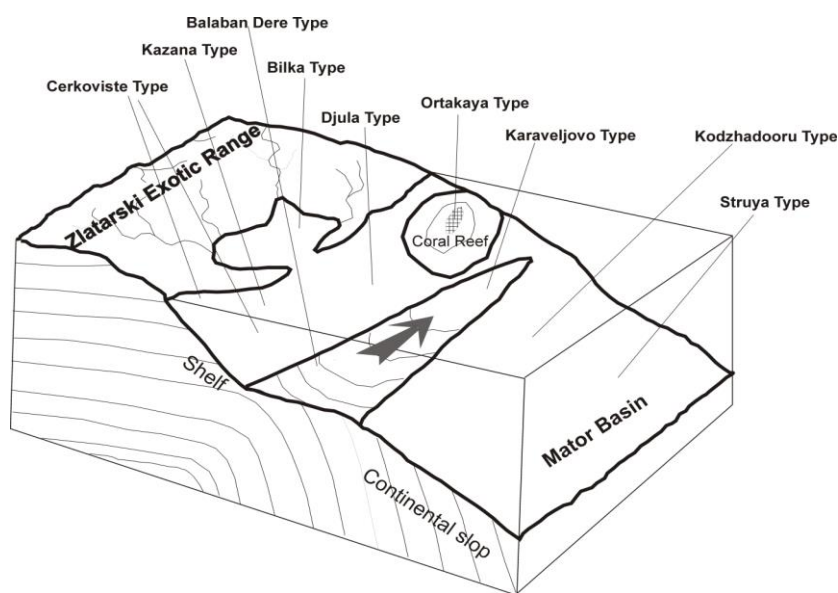 Balaban Dere Type
Kazana Type
Bilka Type
Cerkoviste Type
Ortakaya Type
Djula Type
Karaveljovo Type
Kodzhadooru Type
Struya Type
Zlatarski Exotic Range
Coral Reef
Shelf
Mator Basin
Continental slop